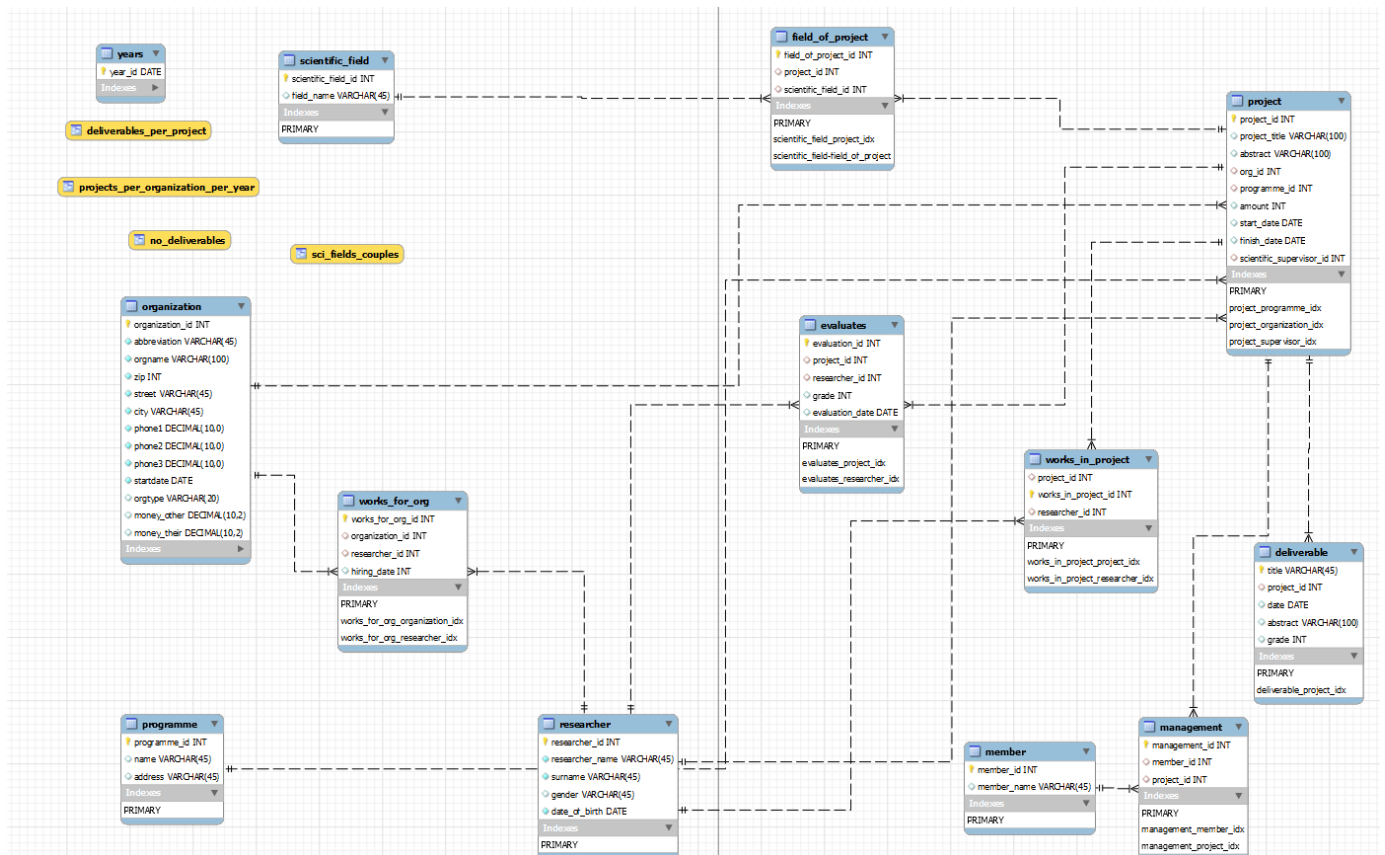 years
year_id DATE
Indexes
scientific_field
scientific_field_id INT
field_name VARCHAR(45)
Indexes
PRIMARY
field_of_project
field_of_project_id INT
project_id INT
scientific_field_id INT
Indexes
PRIMARY
scientific_field_project_idx
scientific_field-field_of_project
project
project_id INT
project_title VARCHAR(100)
abstract VARCHAR(100)
org_id INT
programme_id INT
amount INT
start_date DATE
finish_date DATE
scientific_supervisor_id INT
Indexes
PRIMARY
project_programme_idx
project_organization_idx
project_supervisor_idx
deliverables_per_project
projects_per_organization_per_year
no_deliverables
sci_fields_couples
organization
organization_id INT
abbreviation VARCHAR(45)
orgname VARCHAR(100)
zip INT
street VARCHAR(45)
city VARCHAR(45)
phone1 DECIMAL(10,0)
phone2 DECIMAL(10,0)
phone3 DECIMAL(10,0)
startdate DATE
orgtype VARCHAR(20)
money_other DECIMAL(10,2)
money_their DECIMAL(10,2)
Indexes
evaluates
evaluation_id INT
project_id INT
researcher_id INT
grade INT
evaluation_date DATE
Indexes
PRIMARY
evaluates_project_idx
evaluates_researcher_idx
works_in_project
project_id INT
works_in_project_id INT
researcher_id INT
Indexes
PRIMARY
works_in_project_project_idx
works_in_project_researcher_idx
works_for_org
works_for_org_id INT
organization_id INT
researcher_id INT
hiring_date INT
Indexes
PRIMARY
works_for_org_organization_idx
works_for_org_researcher_idx
deliverable
title VARCHAR(45)
project_id INT
date DATE
abstract VARCHAR(100)
grade INT
Indexes
PRIMARY
deliverable_project_idx
programme
programme_id INT
name VARCHAR(45)
address VARCHAR(45)
Indexes
PRIMARY
researcher
researcher_id INT
researcher_name VARCHAR(45)
surname VARCHAR(45)
gender VARCHAR(45)
date_of_birth DATE
Indexes
PRIMARY
member
member_id INT
member_name VARCHAR(45)
Indexes
PRIMARY
management
management_id INT
member_id INT
project_id INT
Indexes
PRIMARY
management_member_idx
management_project_idx